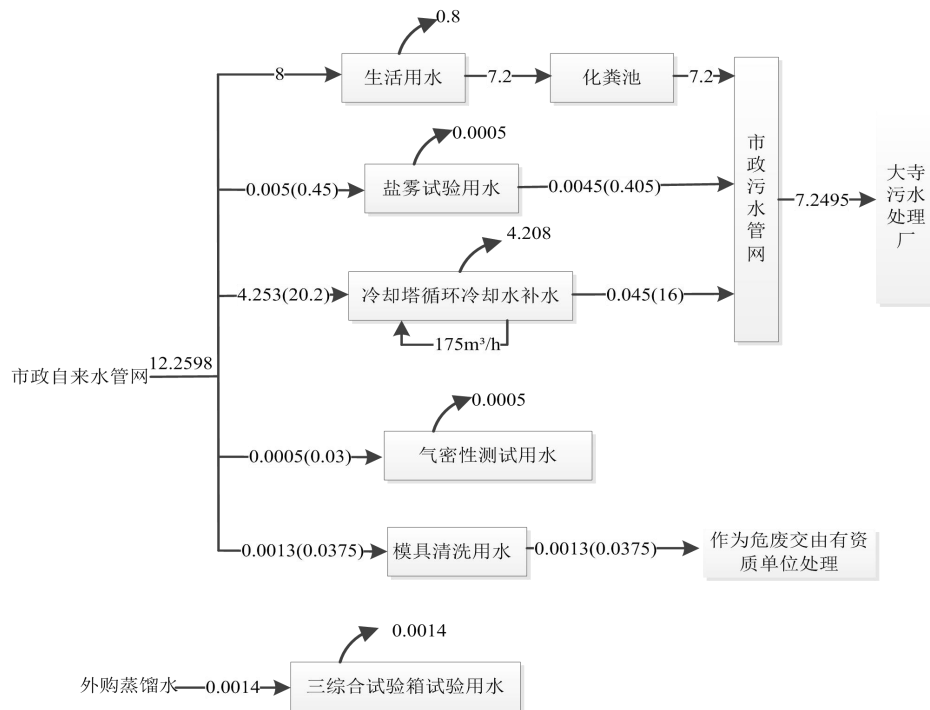 0.8
8
生活用水
7.2
化粪池
7.2
0.0005
0.005(0.45)
盐雾试验用水
0.0045(0.405)
市政污水管网
7.2495
大寺
污水
处理
厂
4.208
4.253(20.2)
冷却塔循环冷却水补水
0.045(16)
175m³/h
市政自来水管网
12.2598
0.0005
0.0005(0.03)
气密性测试用水
0.0013(0.0375)
模具清洗用水
0.0013(0.0375)
作为危废交由有资
质单位处理
0.0014
外购蒸馏水
0.0014
三综合试验箱试验用水